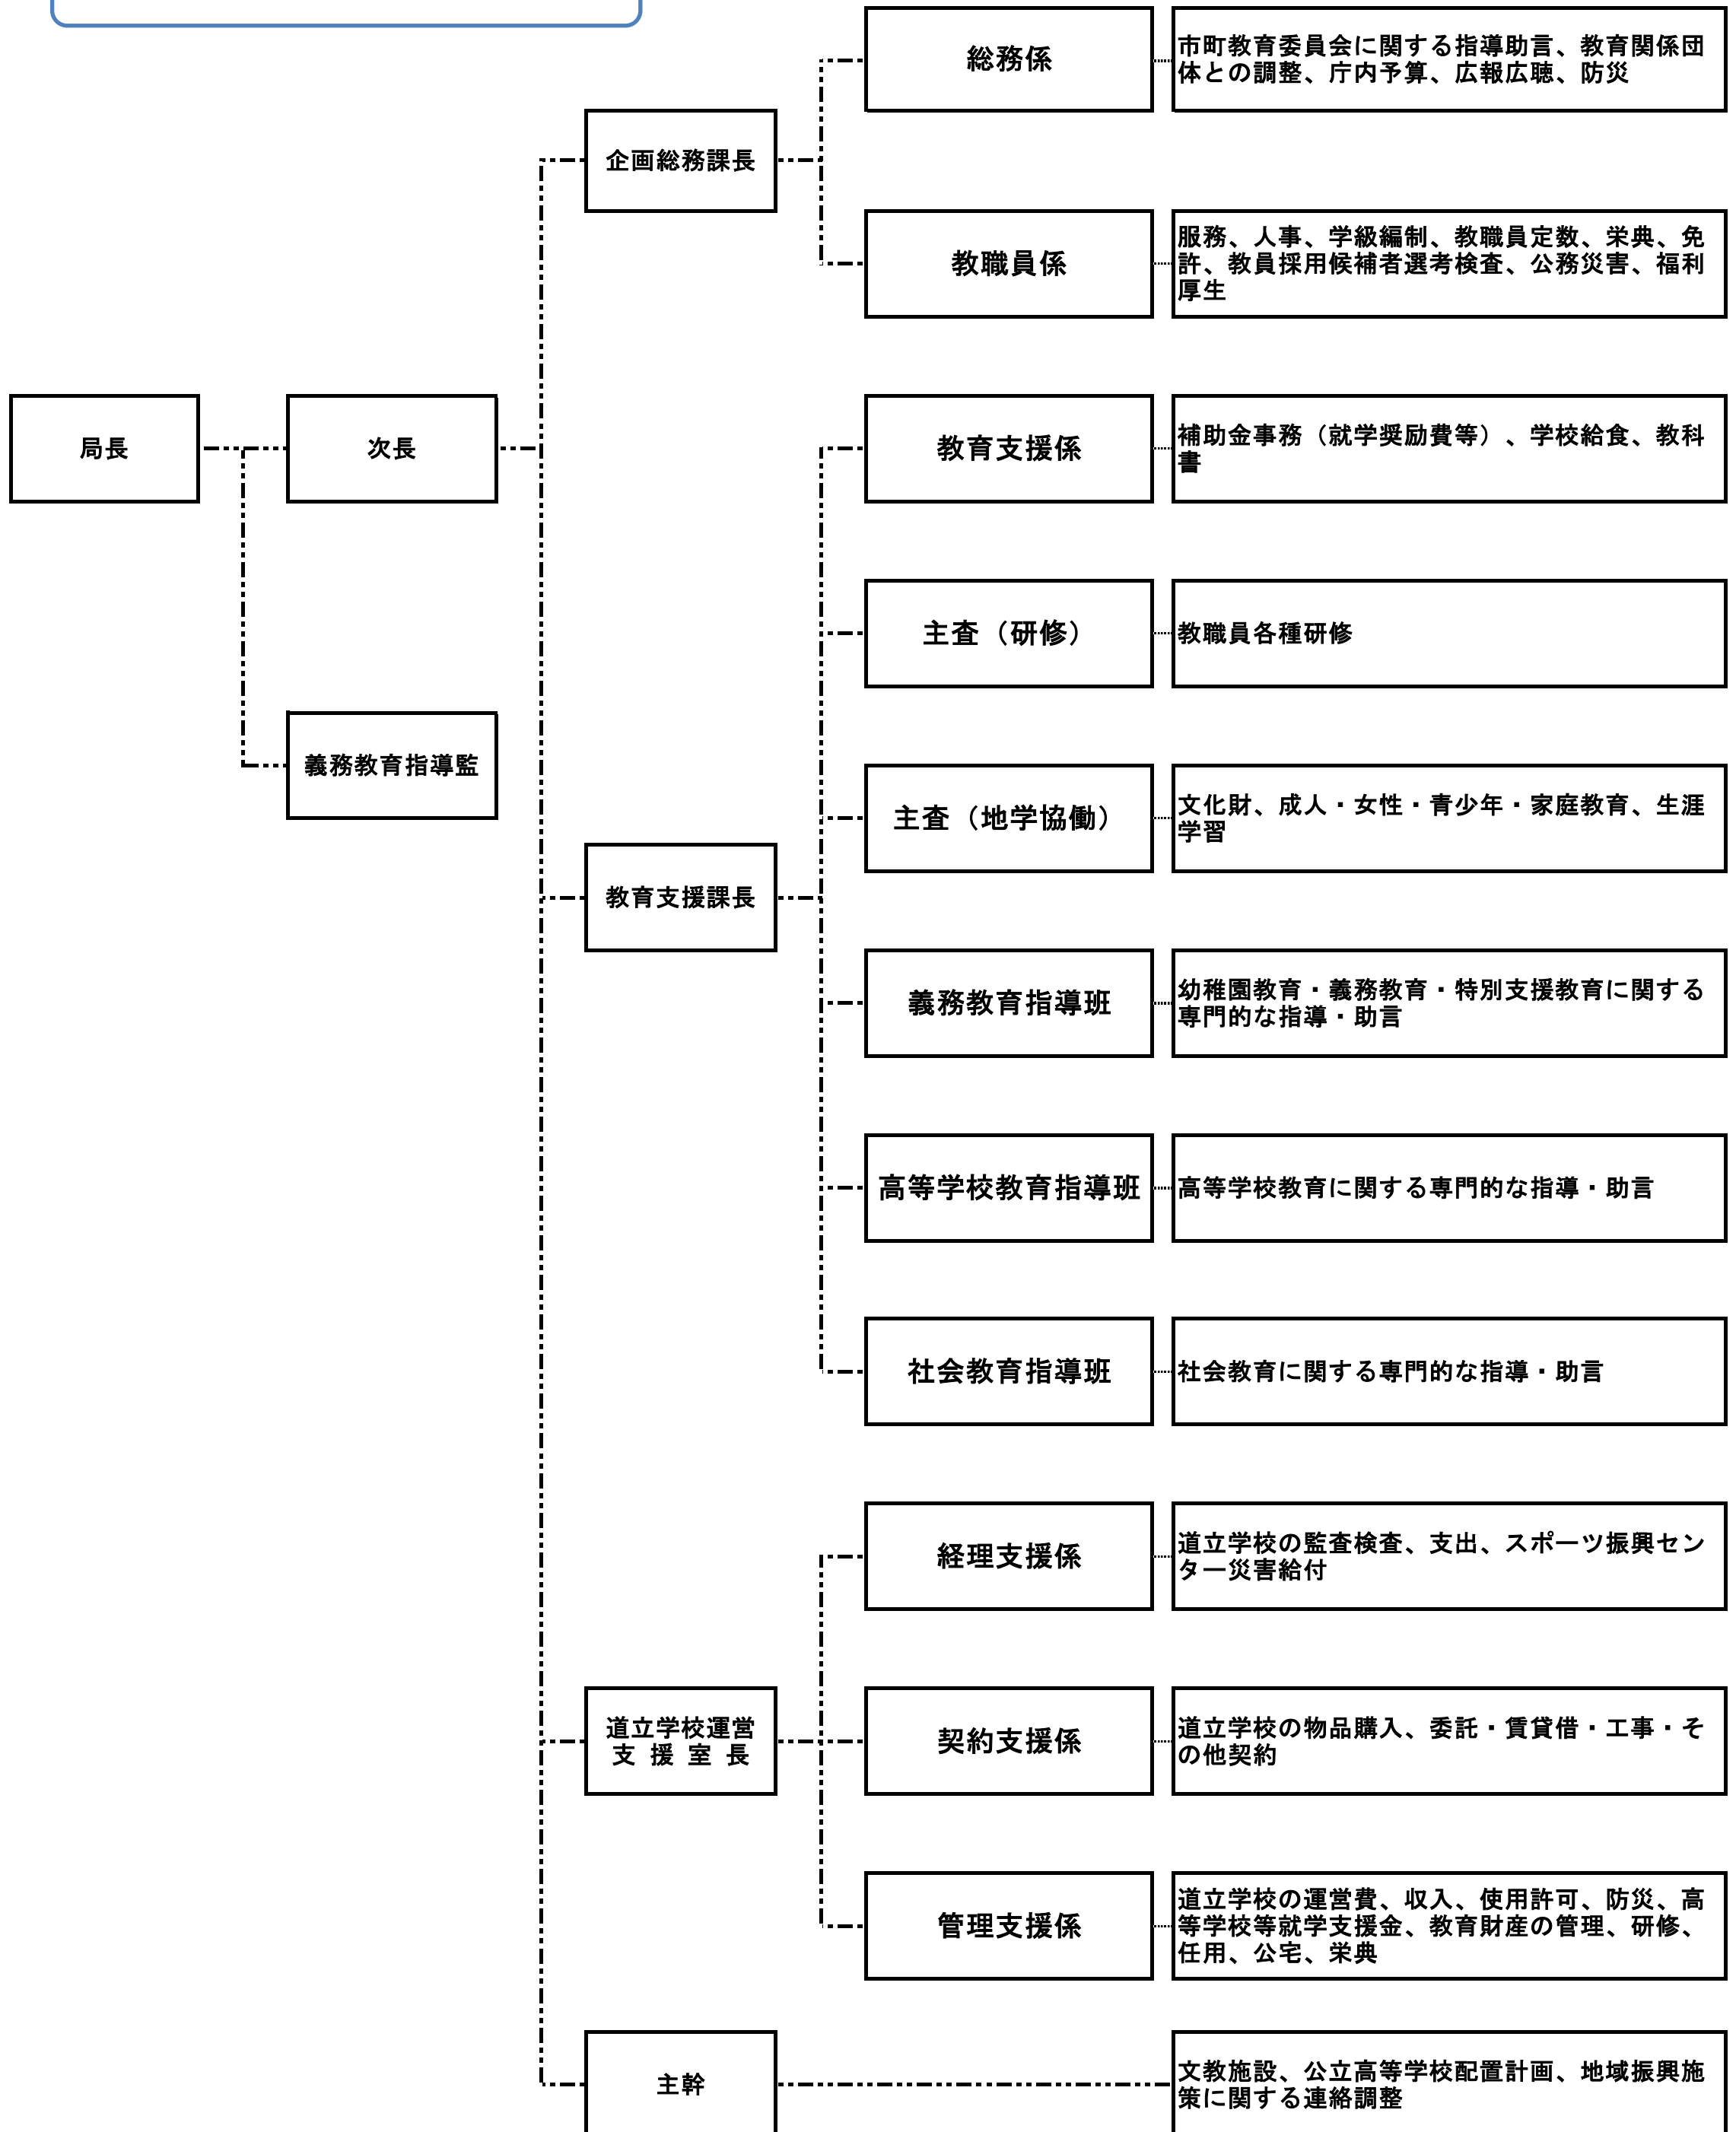 総務係
市町教育委員会に関する指導助言、教育関係団
体との調整、庁内予算、広報広聴、防災
企画総務課長
教職員係
服務、人事、学級編制、教職員定数、栄典、免
許、教員採用候補者選考検査、公務災害、福利
厚生
局長
次長
教育支援係
補助金事務（就学奨励費等）、学校給食、教科
書
主査（研修）
教職員各種研修
義務教育指導監
主査（地学協働）
文化財、成人・女性・青少年・家庭教育、生涯
学習
教育支援課長
義務教育指導班
幼稚園教育・義務教育・特別支援教育に関する
専門的な指導・助言
高等学校教育指導班
高等学校教育に関する専門的な指導・助言
社会教育指導班
社会教育に関する専門的な指導・助言
経理支援係
道立学校の監査検査、支出、スポーツ振興セン
ター災害給付
道立学校運営
支 援 室 長
契約支援係
道立学校の物品購入、委託・賃貸借・工事・そ
の他契約
管理支援係
道立学校の運営費、収入、使用許可、防災、高
等学校等就学支援金、教育財産の管理、研修、
任用、公宅、栄典
主幹
文教施設、公立高等学校配置計画、地域振興施
策に関する連絡調整